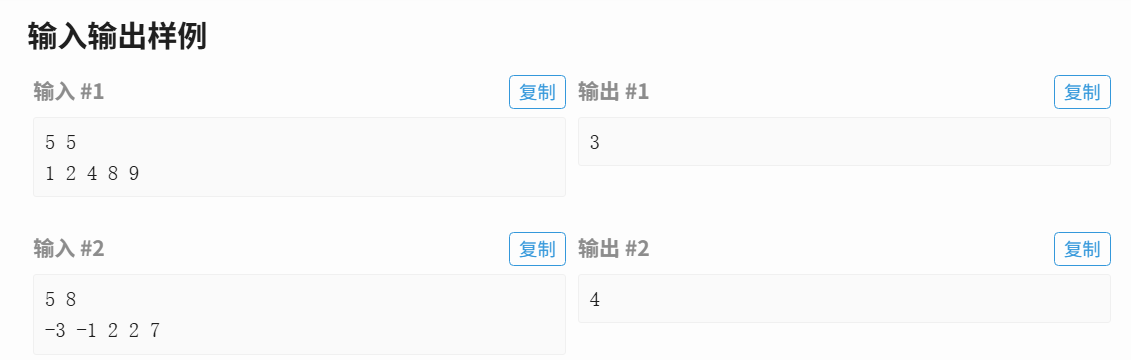 输入输出样例
输入 #1
复制
输出 #1
复制
5 5
1 2 4 8 9
3
输入 #2
复制
输出 #2
复制
5 8
-3 -1 2 2 7
4